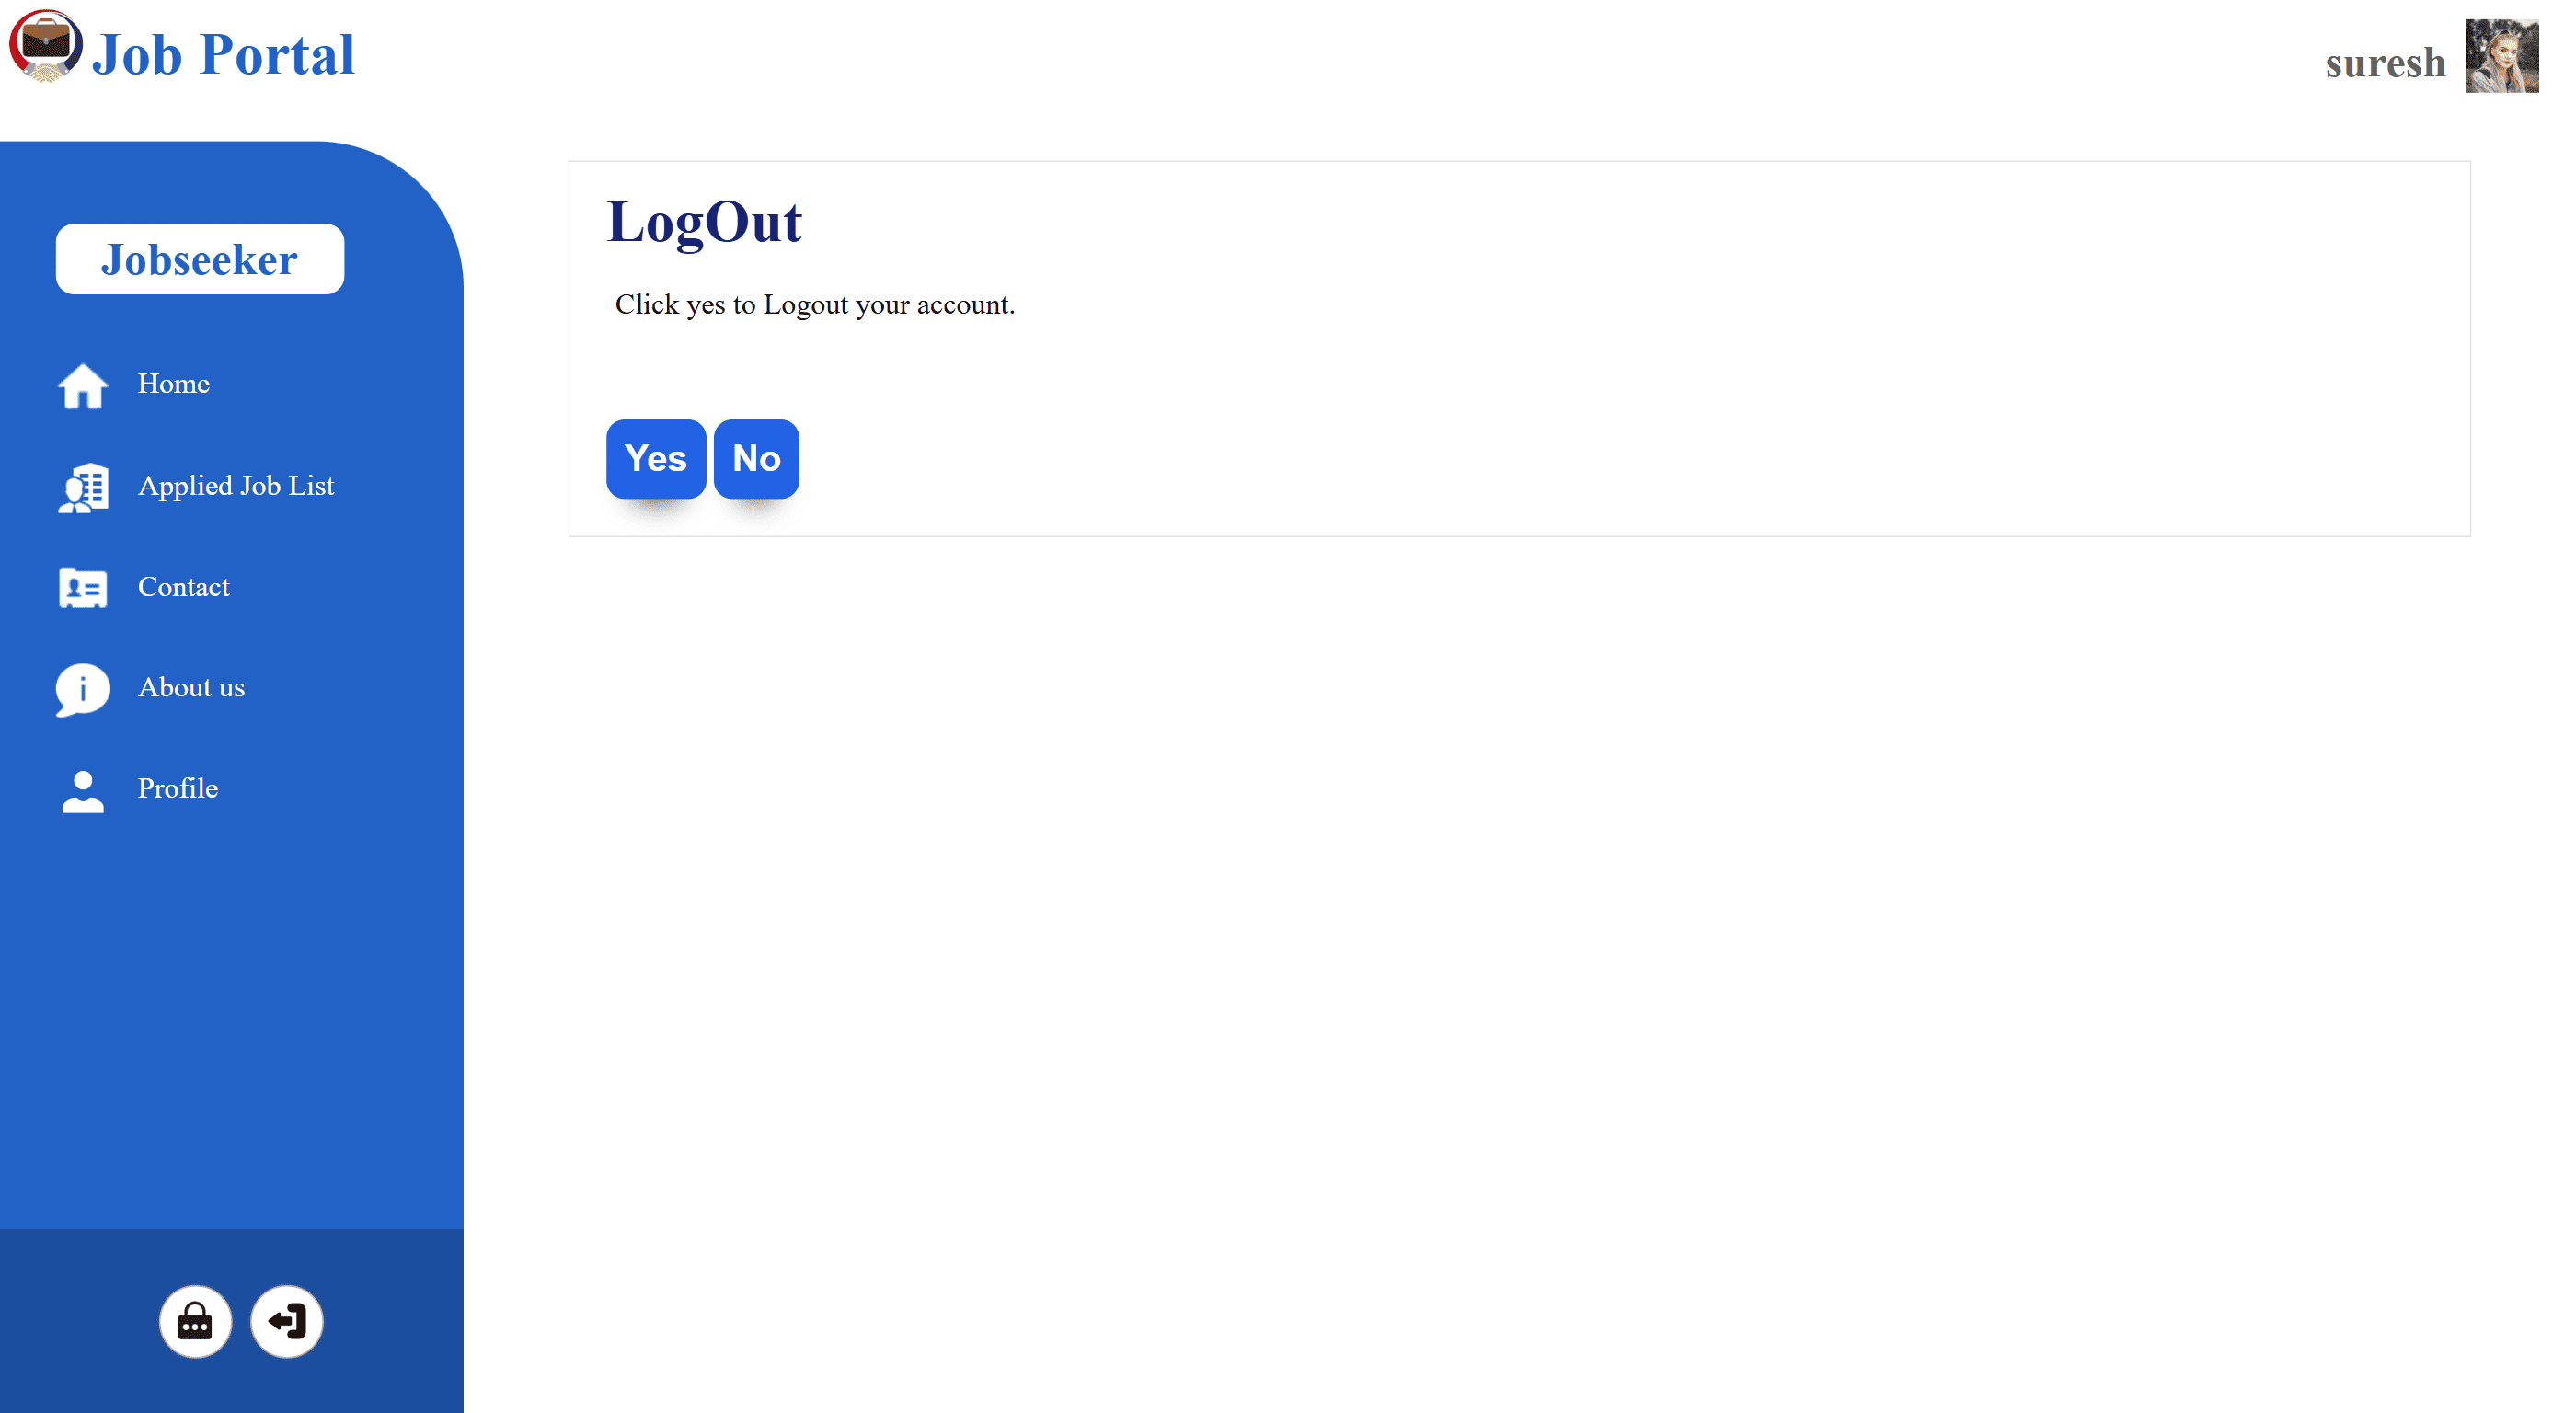 Job Portal
suresh
Jobseeker
Home
Applied Job List
Contact
About us
Profile
LogOut
Click yes to Logout your account.
Yes No